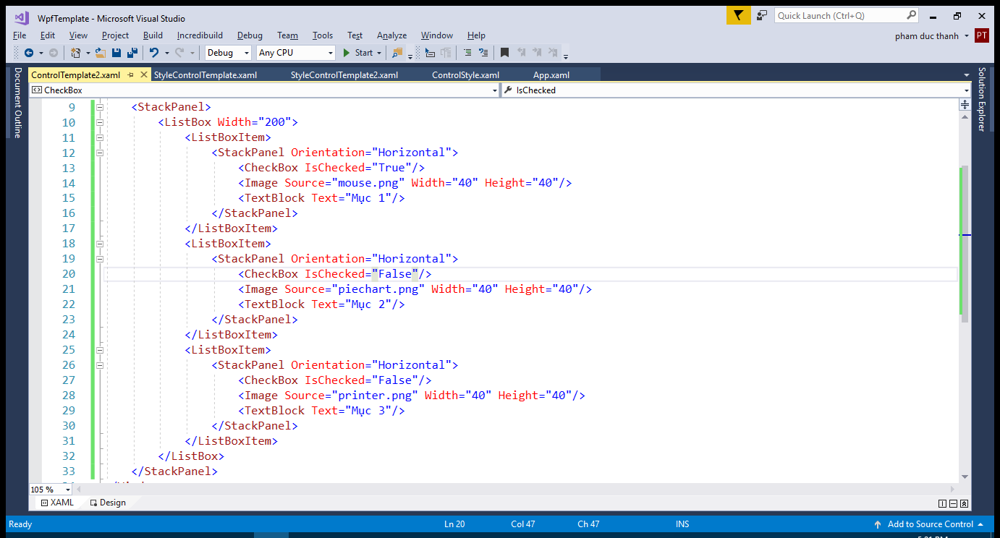 WpfTemplate - Microsoft Visual Studio
Quick Launch (Ctrl+Q)
File Edit View Project Build Incredibuild Debug Team Tools Test Analyze Window Help
pham duc thanh PT
Debug Any CPU Start
Document Outline
ControlTemplate2.xaml StyleControlTemplate.xaml StyleControlTemplate2.xaml ControlStyle.xaml App.xaml
Solution Explorer
CheckBox IsChecked
9 <StackPanel>
10 <ListBox Width="200">
11 <ListBoxItem>
12 <StackPanel Orientation="Horizontal">
13 <CheckBox IsChecked="True"/>
14 <Image Source="mouse.png" Width="40" Height="40"/>
15 <TextBlock Text="Mục 1"/>
16 </StackPanel>
17 </ListBoxItem>
18 <ListBoxItem>
19 <StackPanel Orientation="Horizontal">
20 <CheckBox IsChecked="False"/>
21 <Image Source="piechart.png" Width="40" Height="40"/>
22 <TextBlock Text="Mục 2"/>
23 </StackPanel>
24 </ListBoxItem>
25 <ListBoxItem>
26 <StackPanel Orientation="Horizontal">
27 <CheckBox IsChecked="False"/>
28 <Image Source="printer.png" Width="40" Height="40"/>
29 <TextBlock Text="Mục 3"/>
30 </StackPanel>
31 </ListBoxItem>
32 </ListBox>
33 </StackPanel>
105 %
XAML Design
Ready Ln 20 Col 47 Ch 47 INS Add to Source Control